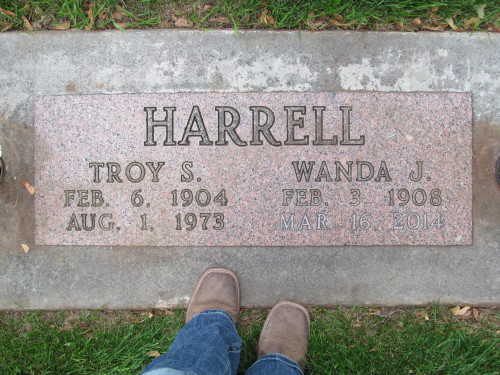 HARRELL
TROY S. WANDA J.
FEB. 6, 1904 FEB. 3, 1908
AUG. 1, 1973 MAR. 16, 2014